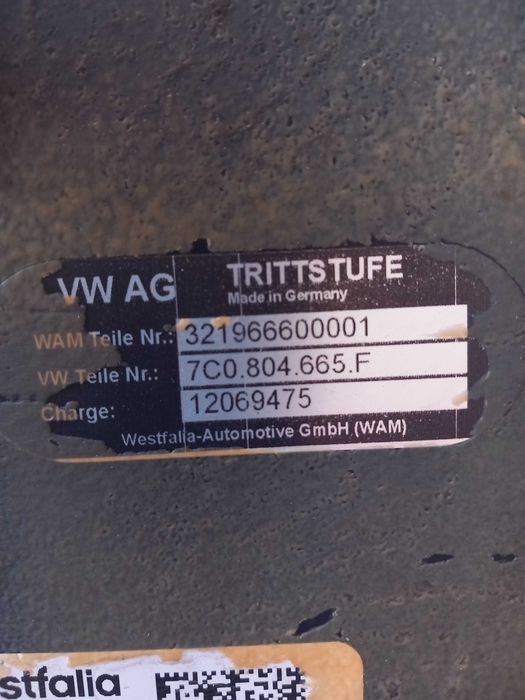 VW AG TRITTSTUFE
Made in Germany
WAM Teile Nr.: 321966600001
VW Teile Nr.: 7C0.804.665.F
Charge: 12069475
Westfalia-Automotive GmbH (WAM)
stfalia